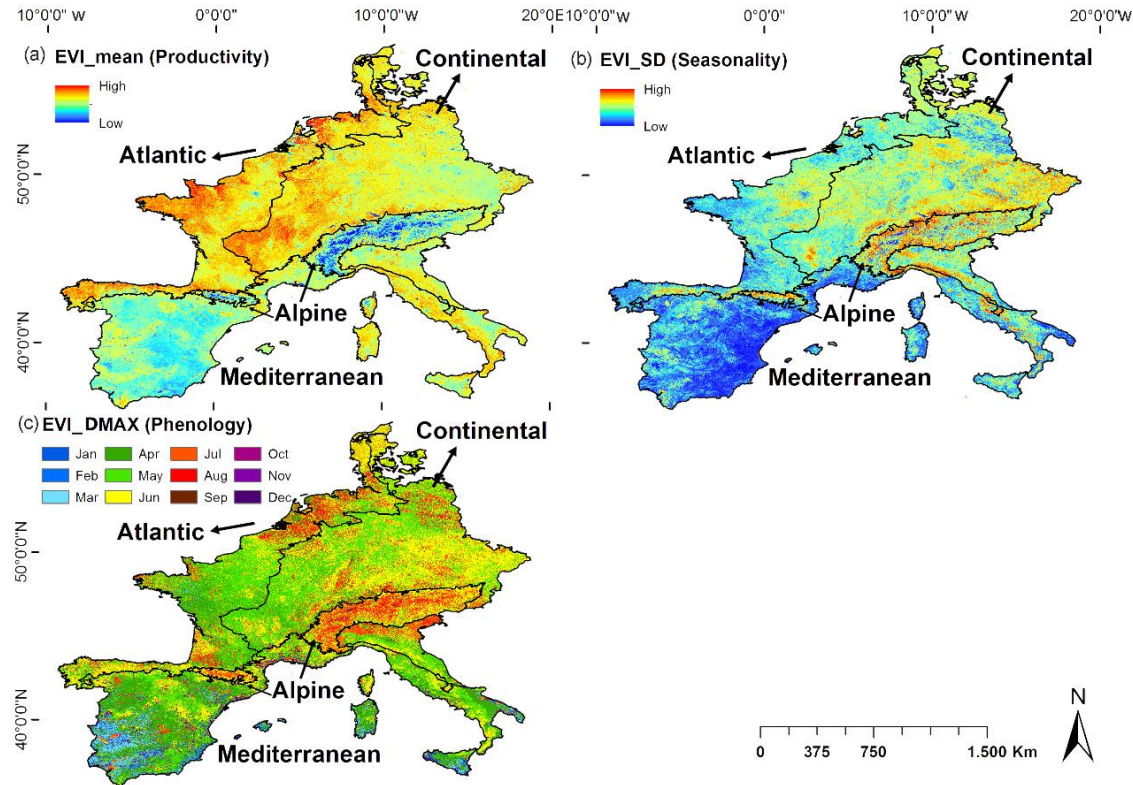 10°0'0" W 0°0'0" 10°0'0" W 20°0'0"E 10°0'0" W 0°0'0" 10°0'0" W 20°0'0" W
(a) EVI_mean (Productivity)
High
Low
Continental
Atlantic
Alpine
Mediterranean
50°0'0"N
40°0'0"N
(b) EVI_SD (Seasonality)
High
Low
Continental
Atlantic
Alpine
Mediterranean
(c) EVI_DMAX (Phenology)
Jan Apr Jul Oct
Feb May Aug Nov
Mar Jun Sep Dec
Continental
Atlantic
Alpine
Mediterranean
50°0'0"N
40°0'0"N
N
0 375 750 1.500 Km